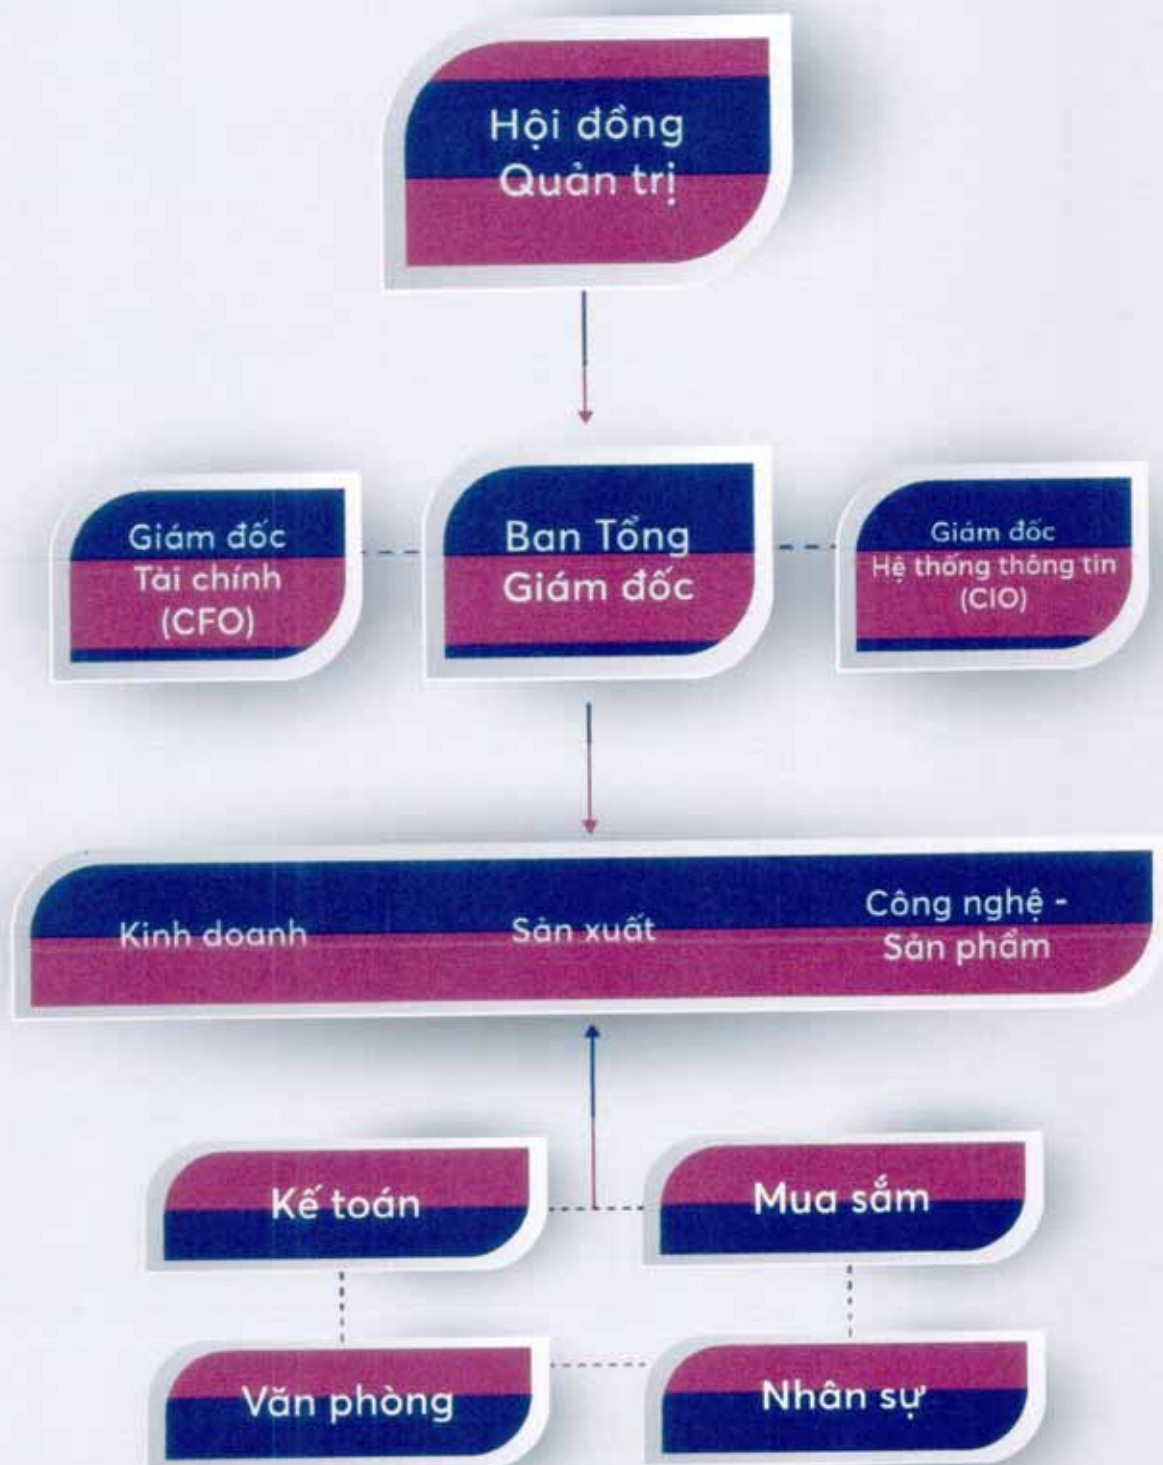 Hội đồng
Quản trị
Giám đốc
Tài chính
(CFO)
Ban Tổng
Giám đốc
Giám đốc
Hệ thống thông tin
(CIO)
Kinh doanh
Sản xuất
Công nghệ -
Sản phẩm
Kế toán
Mua sắm
Văn phòng
Nhân sự